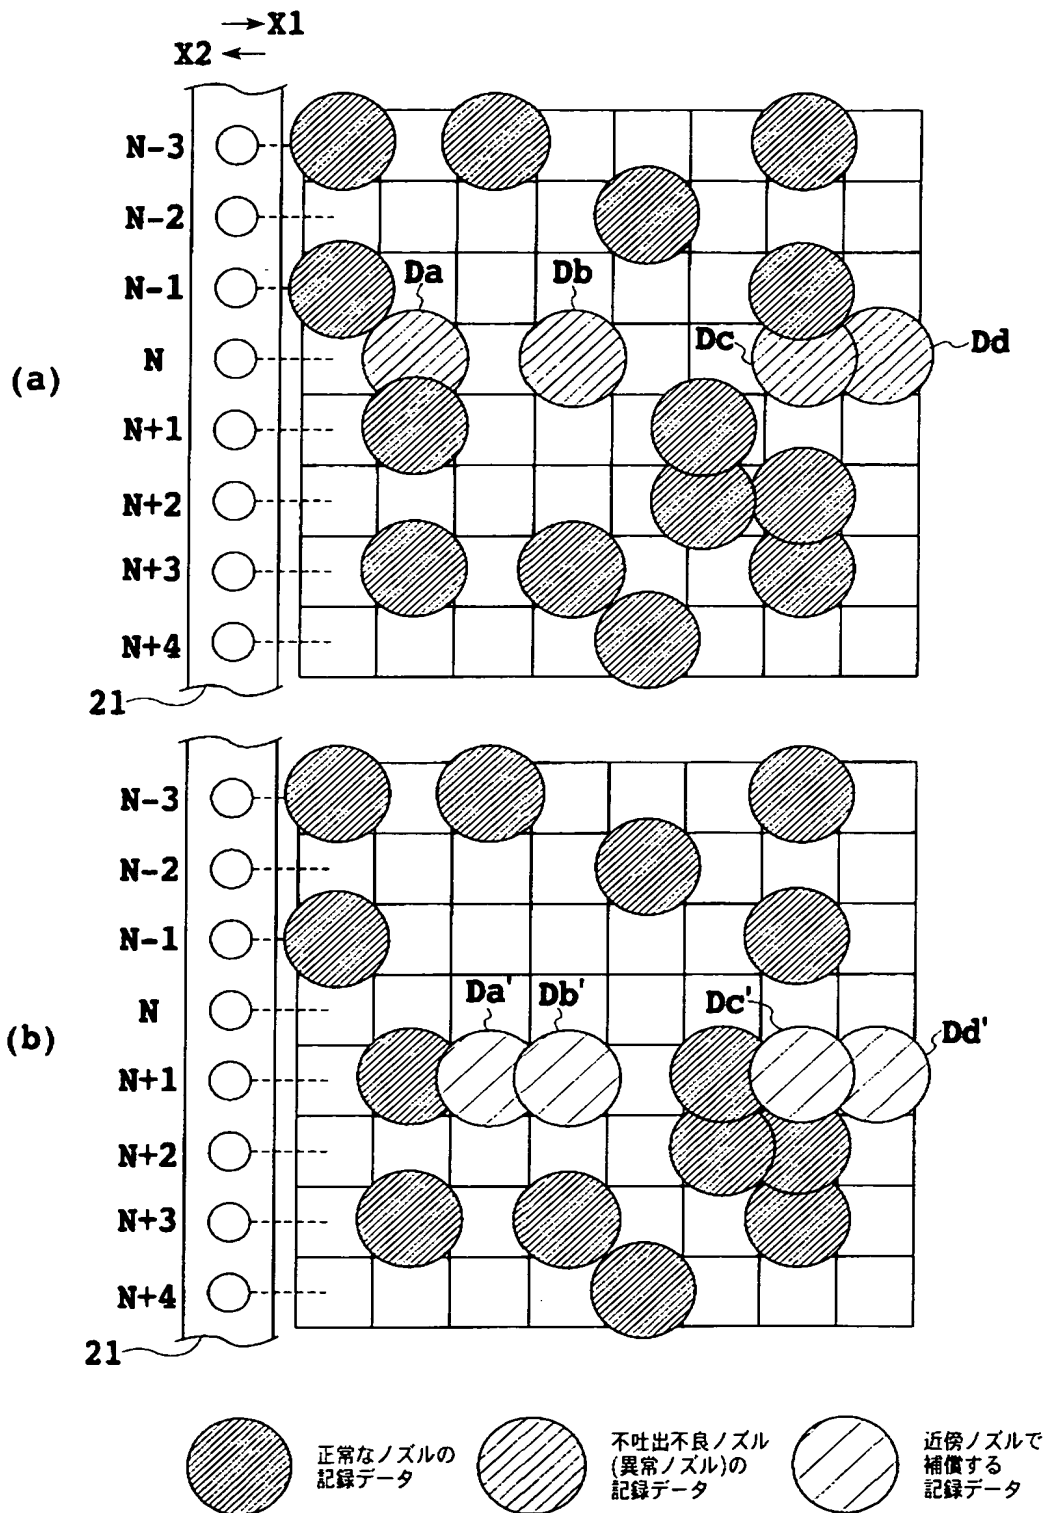 →X1
X2←
N-3
N-2
N-1
N
N+1
N+2
N+3
N+4
21
(a)
Da
Db
Dc
Dd
N-3
N-2
N-1
N
N+1
N+2
N+3
N+4
21
(b)
Da'
Db'
Dc'
Dd'
正常なノズルの
記録データ
不吐出不良ノズル
(異常ノズル)の
記録データ
近傍ノズルで
補償する
記録データ